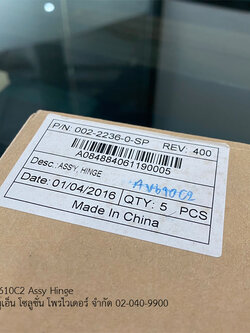 P/N: 002-2236-0-SP REV: 400
A084884061190005
Desc.:ASSY, HINGE
AV610C2
Date: 01/04/2016 QTY: 5 PCS
Made In China
610C2 Assy Hinge
เอ็น โซลูชั่น โพรไวเดอร์ จำกัด 02-040-9900